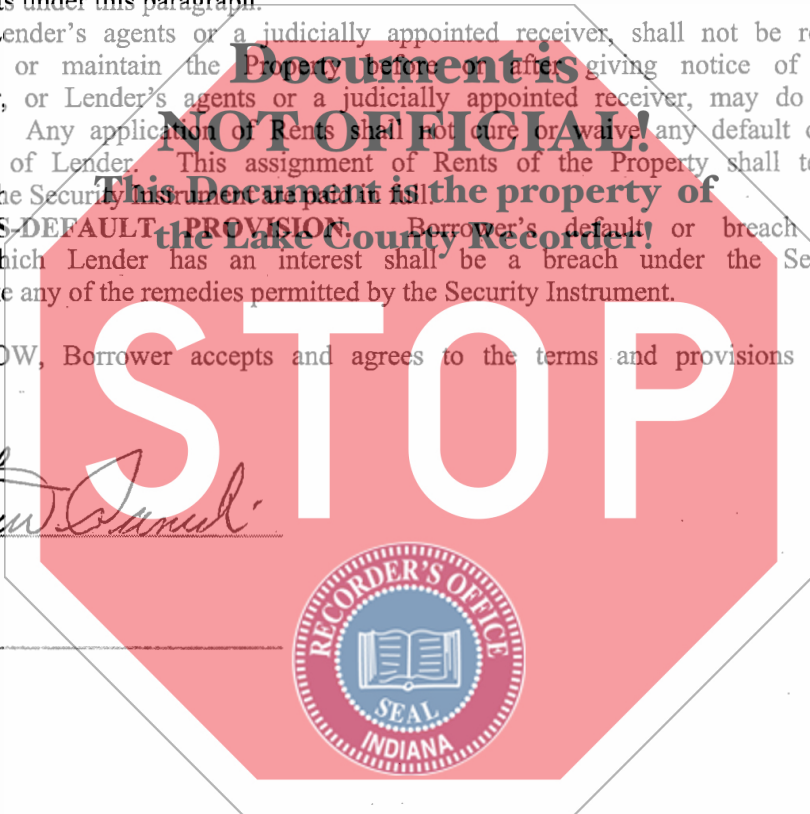 s under this paragraph.
ender's agents or a judicially appointed receiver, shall not be r
Document is
or maintain the Property before or after giving notice of
, or Lender's agents or a judicially appointed receiver, may do
NOT OFFICIAL!
Any application of Rents shall not cure or waive any default
of Lender. This assignment of Rents of the Property shall te
This Document is the property of
he Security Instrument are paid in full.
the Lake County Recorder!
S-DEFAULT PROVISION. Borrower's default or breach
hich Lender has an interest shall be a breach under the Se
e any of the remedies permitted by the Security Instrument.
OW, Borrower accepts and agrees to the terms and provisions
STOP
RECORDER'S OFFICE
SEAL
INDIANA